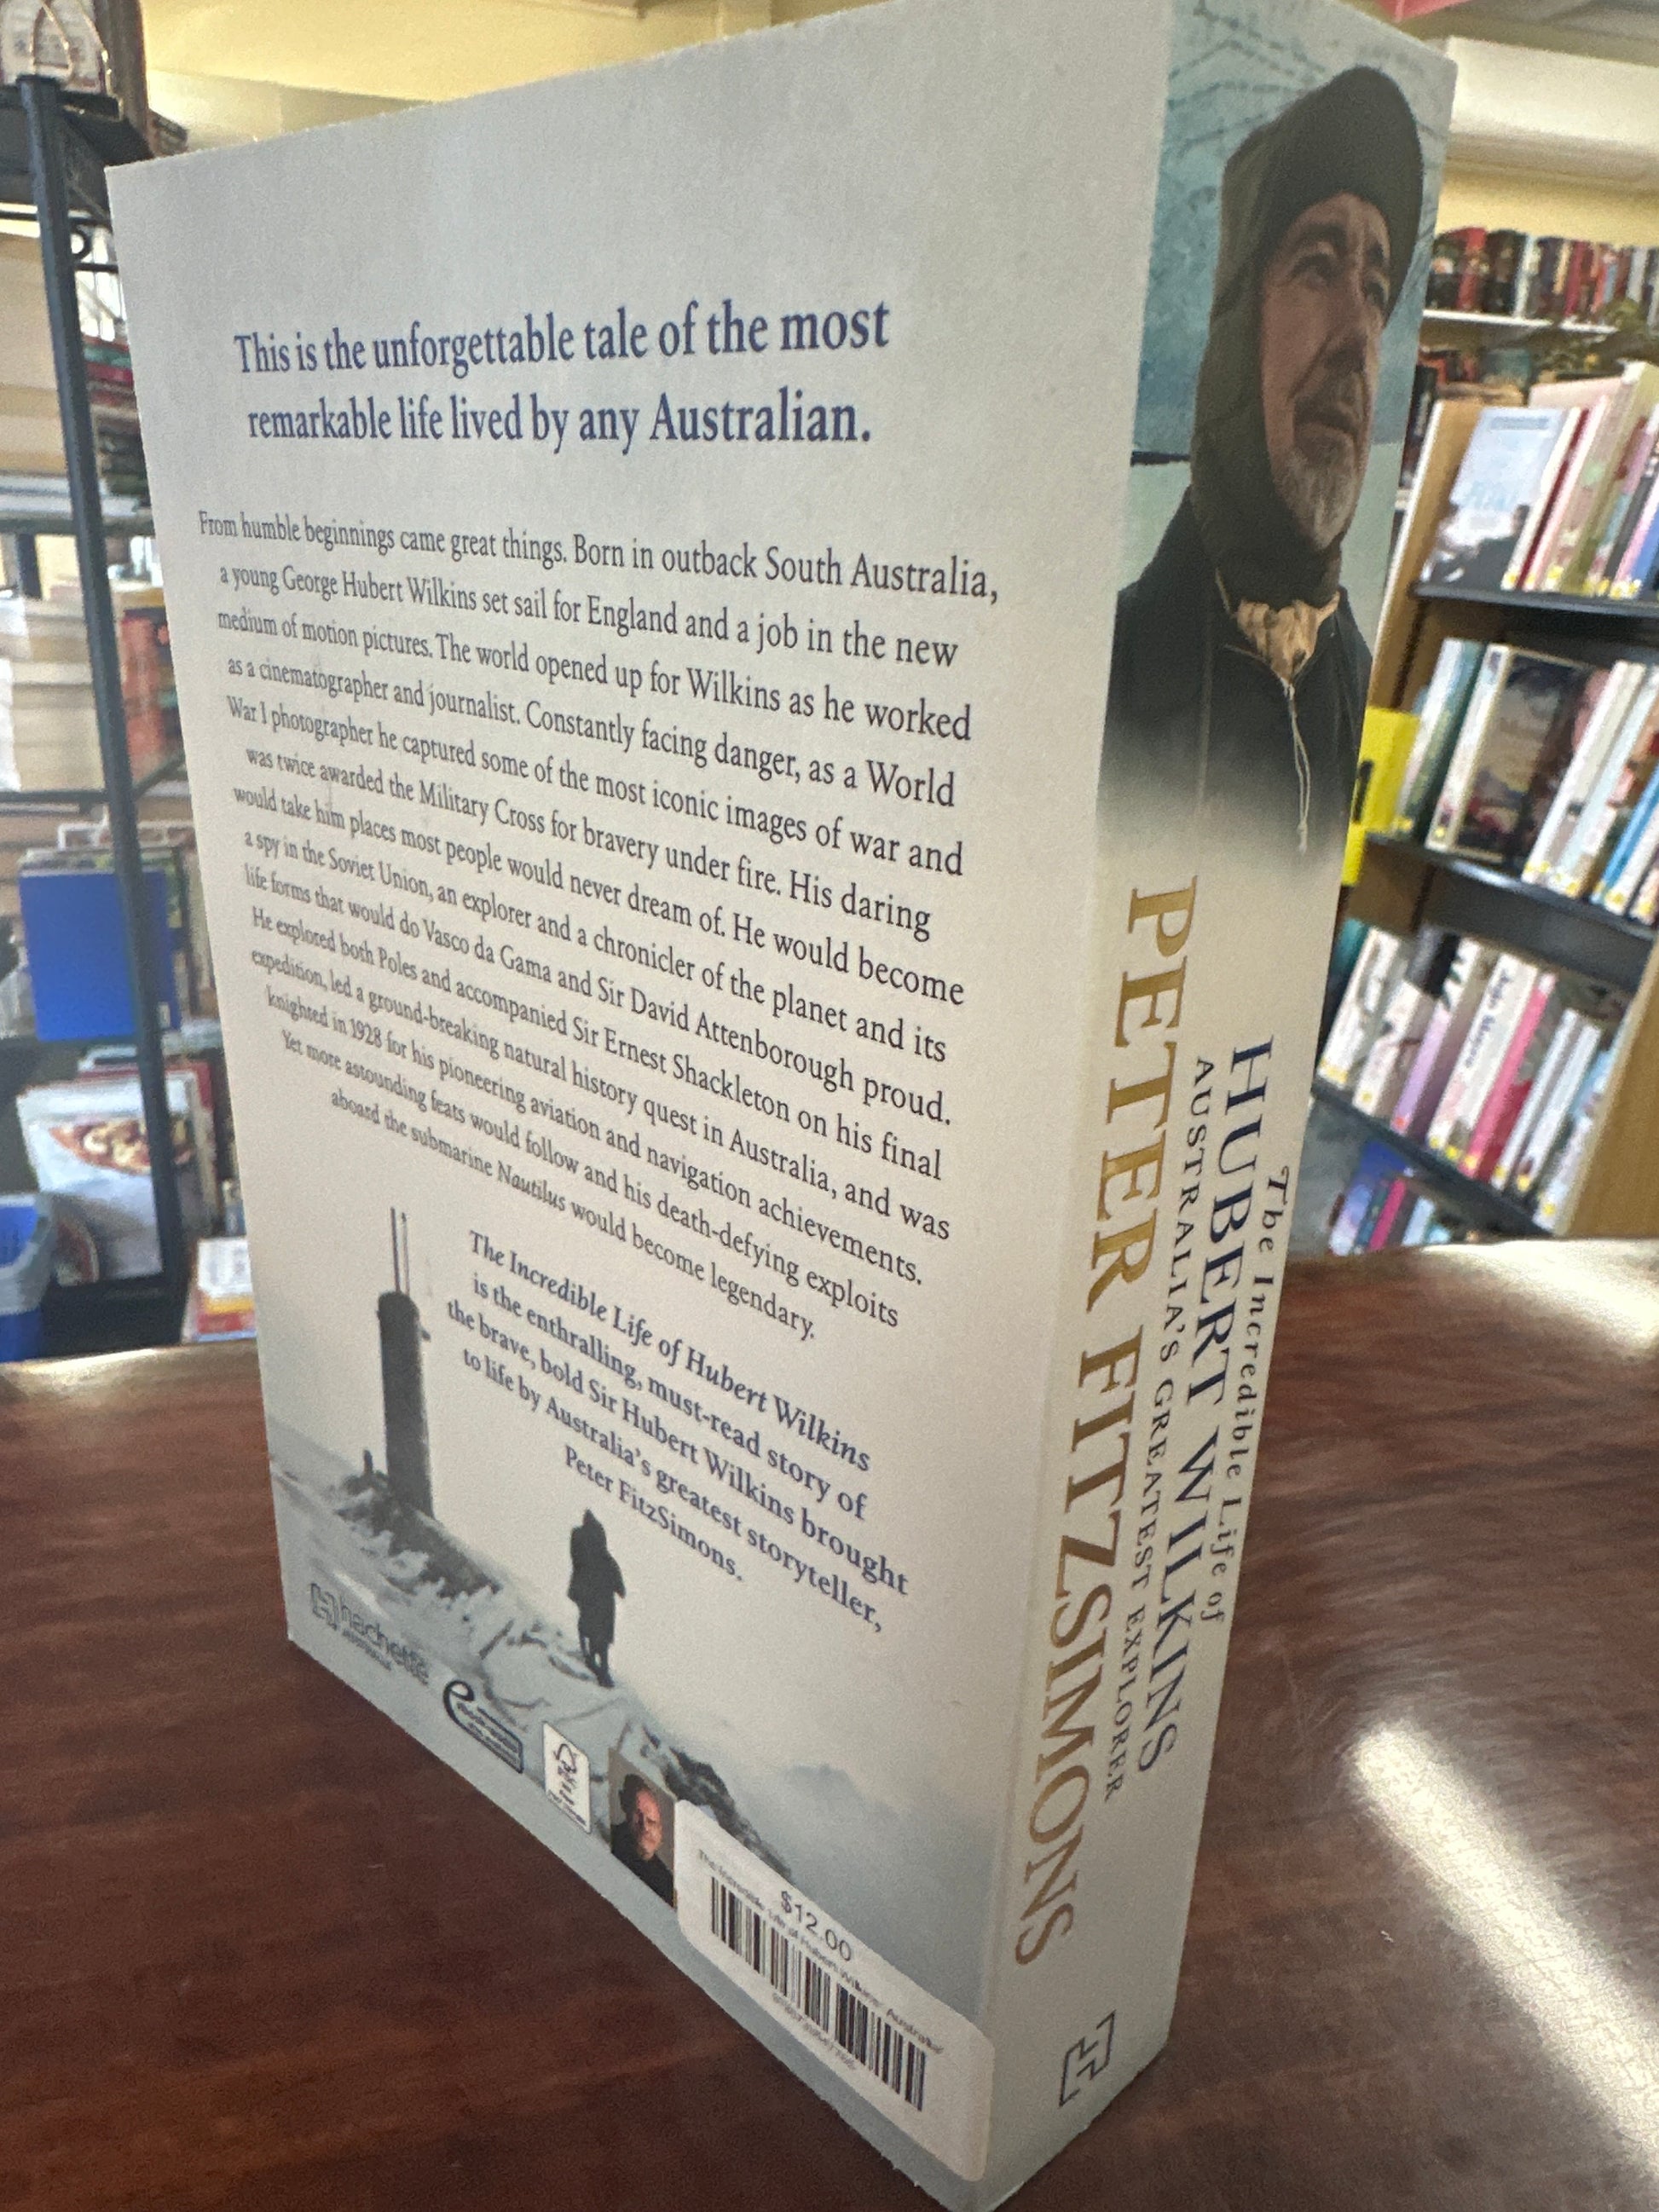 This is the unforgettable tale of the most
remarkable life lived by any Australian.
From humble beginnings came great things. Born in outback South Australia,
a young George Hubert Wilkins set sail for England and a job in the new
medium of motion pictures. The world opened up for Wilkins as he worked
as a cinematographer and journalist. Constantly facing danger, as a World
War I photographer he captured some of the most iconic images of war and
was twice awarded the Military Cross for bravery under fire. His daring
would take him places most people would never dream of. He would become
a spy in the Soviet Union, an explorer and a chronicler of the planet and its
life forms that would do Vasco da Gama and Sir David Attenborough proud.
He explored both Poles and accompanied Sir Ernest Shackleton on his final
expedition, led a ground-breaking natural history quest in Australia, and was
knighted in 1928 for his pioneering aviation and navigation achievements.
Yet more astounding feats would follow and his death-defying exploits
aboard the submarine Nautilus would become legendary.
The Incredible Life of Hubert Wilkins
is the enthralling, must-read story of
the brave, bold Sir Hubert Wilkins brought
to life by Australia's greatest storyteller,
Peter FitzSimons.
hachette
AUSTRALIA
$12.00
The Incredible Life of Hubert Wilkins: Australia'
PETER FITZSIMONS
The Incredible Life of
HUBERT WILKINS
AUSTRALIA'S GREATEST EXPLORER